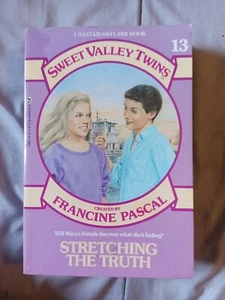 A BANTAM SKYLARK BOOK
13
SWEET VALLEY TWINS
CREATED BY
FRANCINE PASCAL
Will Mary's friends discover what she's hiding?
STRETCHING
THE TRUTH